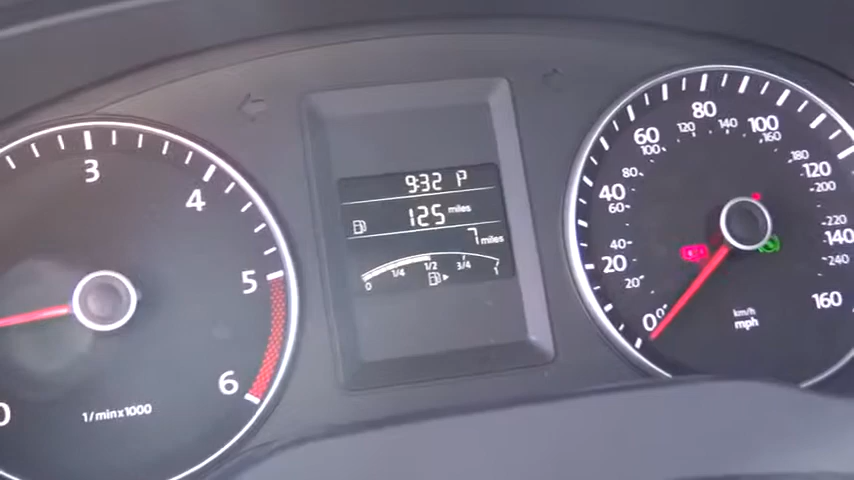 3
4
5
6
1/min x1000
9:32 P
125 miles
7 miles
0 1/4 1/2 3/4 1
0 20 40 60 80 100 120 140 160
0 20 40 60 80 100 120 140 160 180 200 220 240
km/h
mph